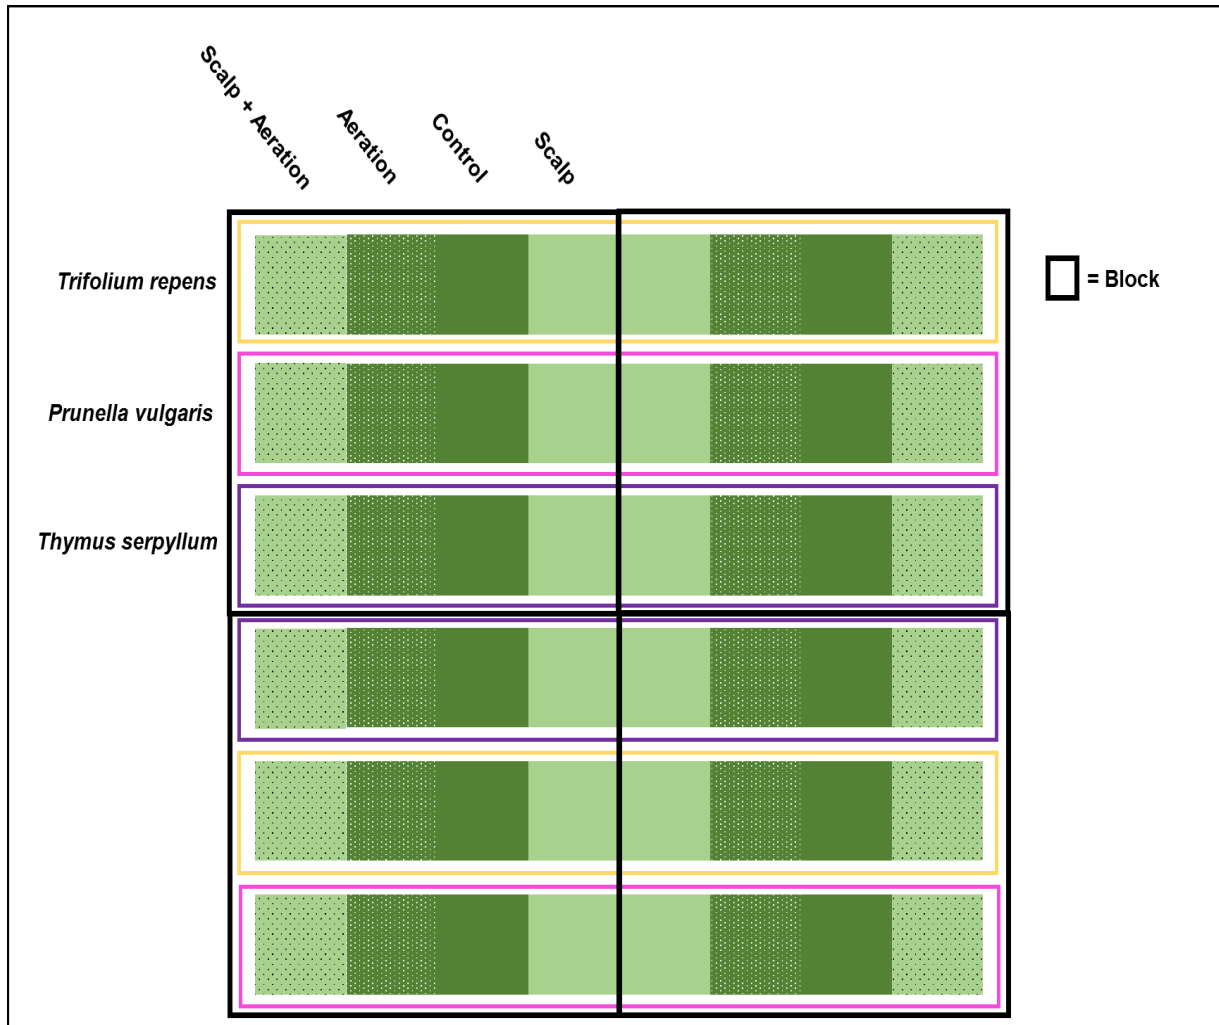 Scalp + Aeration
Aeration
Control
Scalp
Trifolium repens
= Block
Prunella vulgaris
Thymus serpyllum